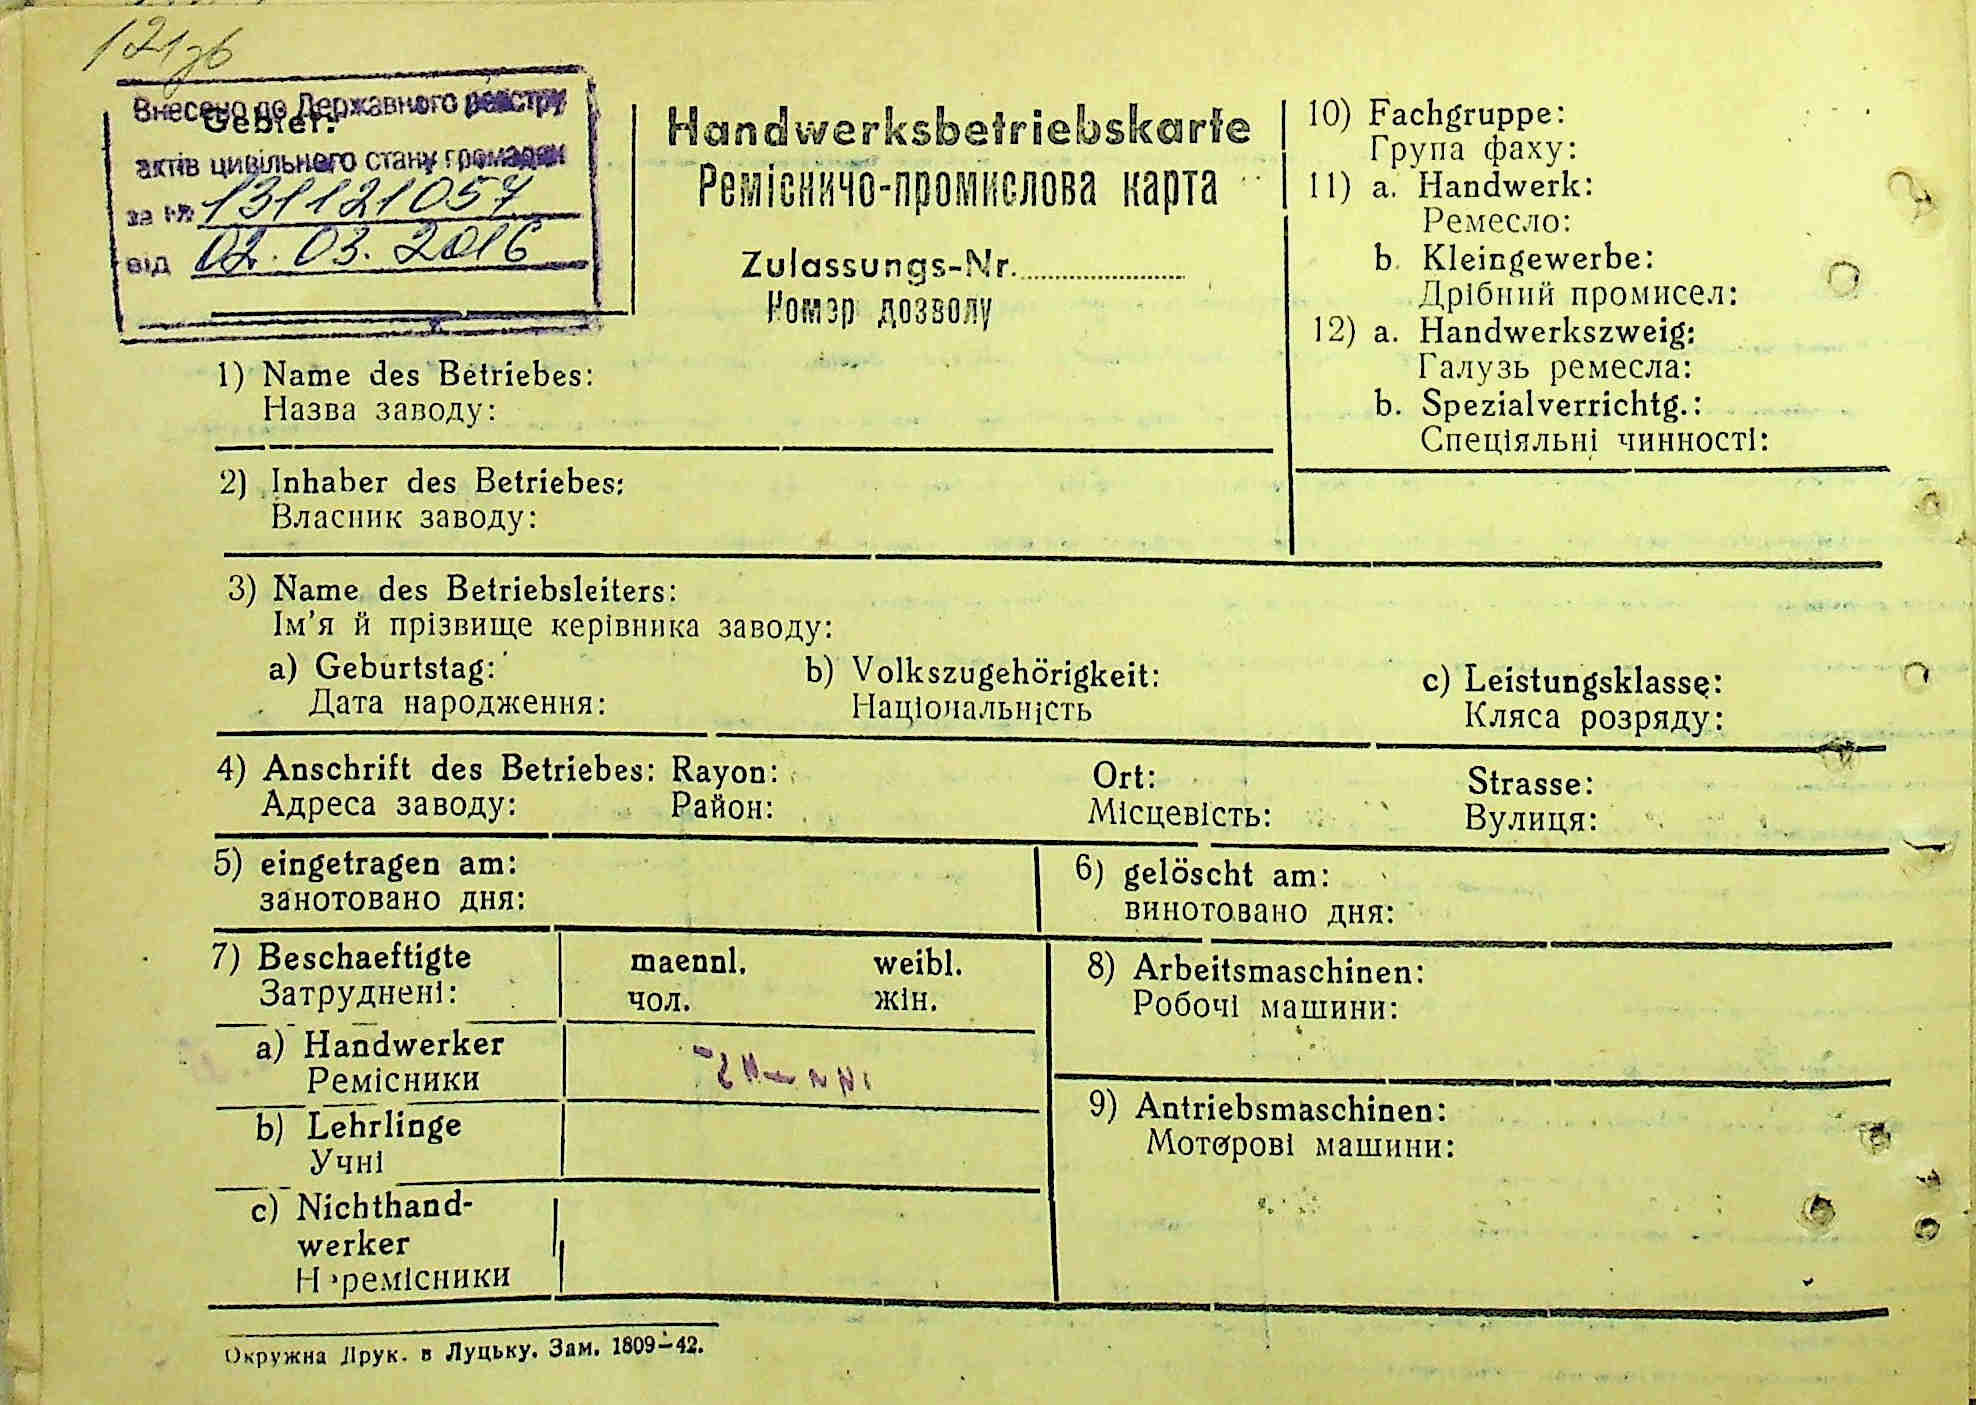 121зв
Внесено до Державного реєстру
Gebiet:
актів цивільного стану громадян
за № 131121057
від 02.03.2016
Handwerksbetriebskarte
Ремісничо-промислова карта
Zulassungs-Nr.
Номер дозволу
10) Fachgruppe:
Група фаху:
11) a. Handwerk:
Ремесло:
b. Kleingewerbe:
Дрібний промисел:
12) a. Handwerkszweig:
Галузь ремесла:
b. Spezialverrichtg.:
Спеціяльні чинності:
1) Name des Betriebes:
Назва заводу:
2) Inhaber des Betriebes:
Власник заводу:
3) Name des Betriebsleiters:
Ім'я й прізвище керівника заводу:
a) Geburtstag: b) Volkszugehörigkeit: c) Leistungsklasse:
Дата народження: Національність Кляса розряду:
4) Anschrift des Betriebes: Rayon: Ort: Strasse:
Адреса заводу: Район: Місцевість: Вулиця:
5) eingetragen am: 6) gelöscht am:
занотовано дня: винотовано дня:
7) Beschaeftigte maennl. weibl.
Затруднені: чол. жін.
8) Arbeitsmaschinen:
Робочі машини:
a) Handwerker
Ремісники
b) Lehrlinge
Учні
9) Antriebsmaschinen:
Моторові машини:
c) Nichthand-
werker
Н ремісники
Окружна Друк. в Луцьку. Зам. 1809-42.